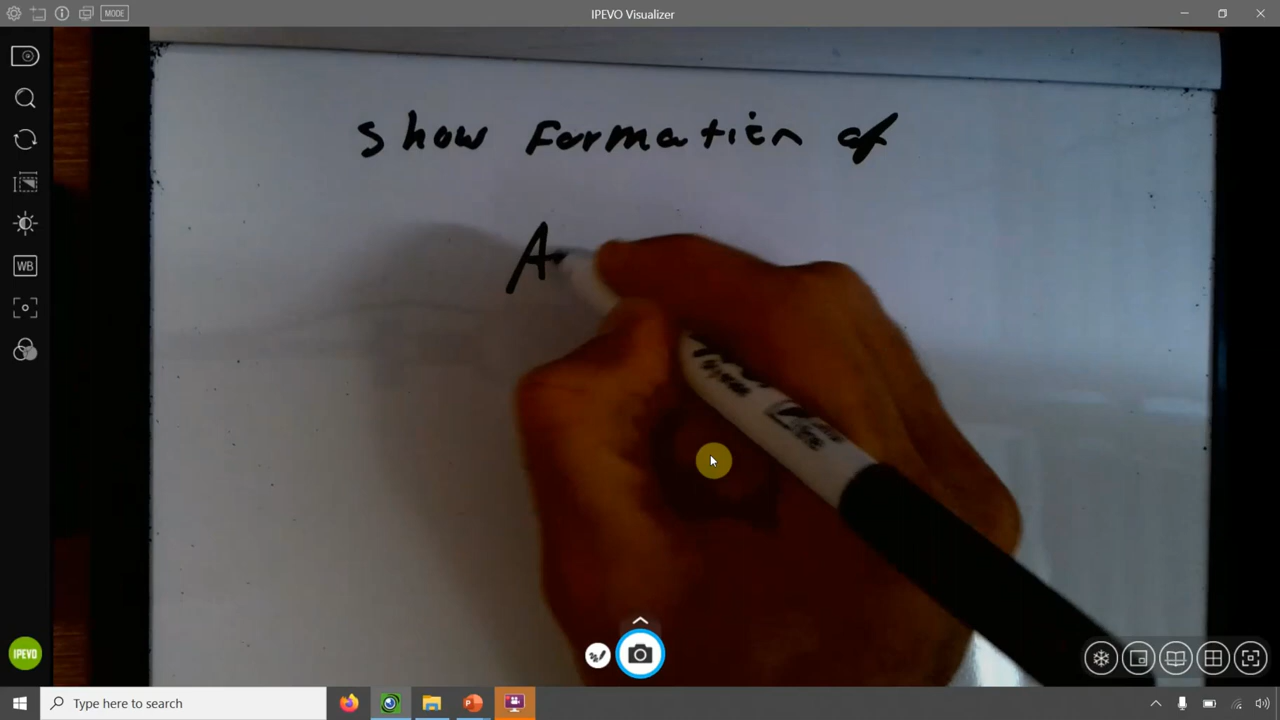 MODE
IPEVO Visualizer
show Formation of
A
WB
IPEVO
Type here to search